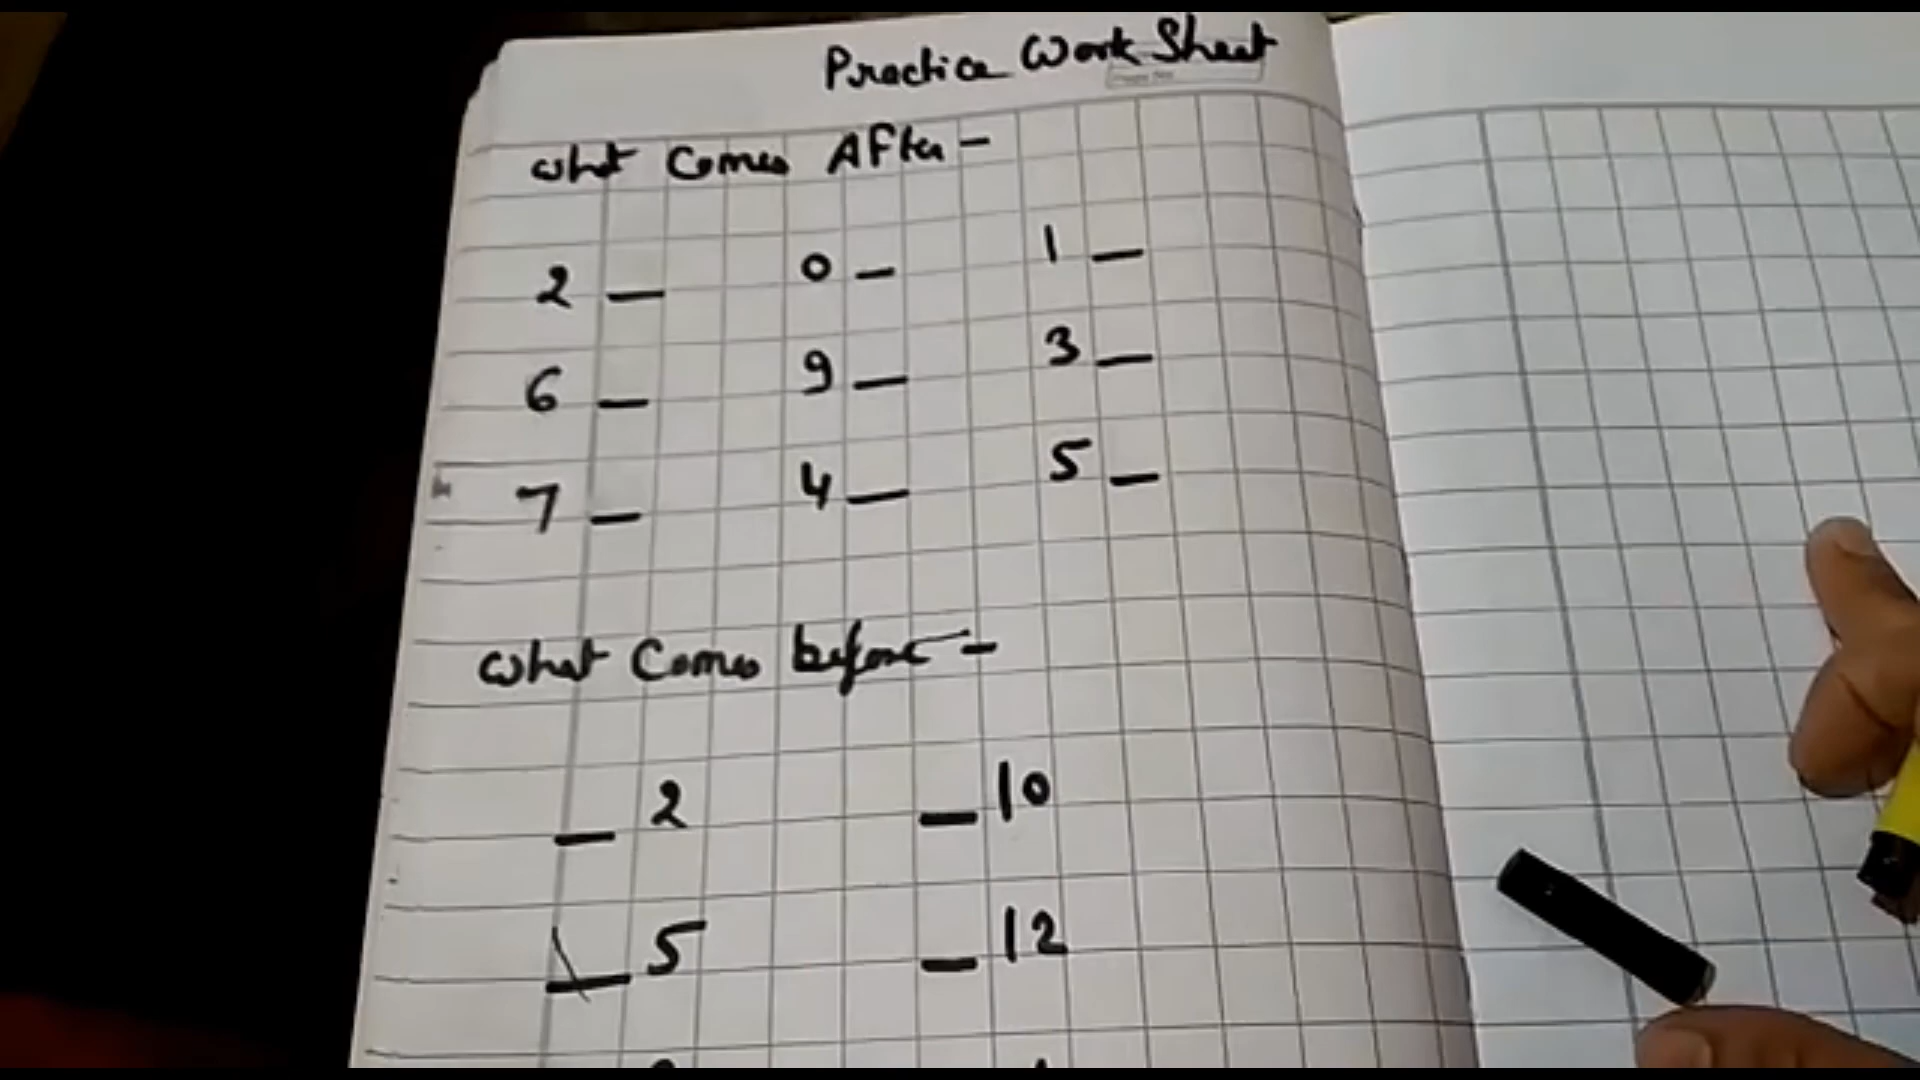 Practice Work Sheet
What Comes After -
2 _ 0 _ 1 _
6 _ 9 _ 3 _
7 _ 4 _ 5 _
What Comes before -
_ 2 _ 10
_ 5 _ 12